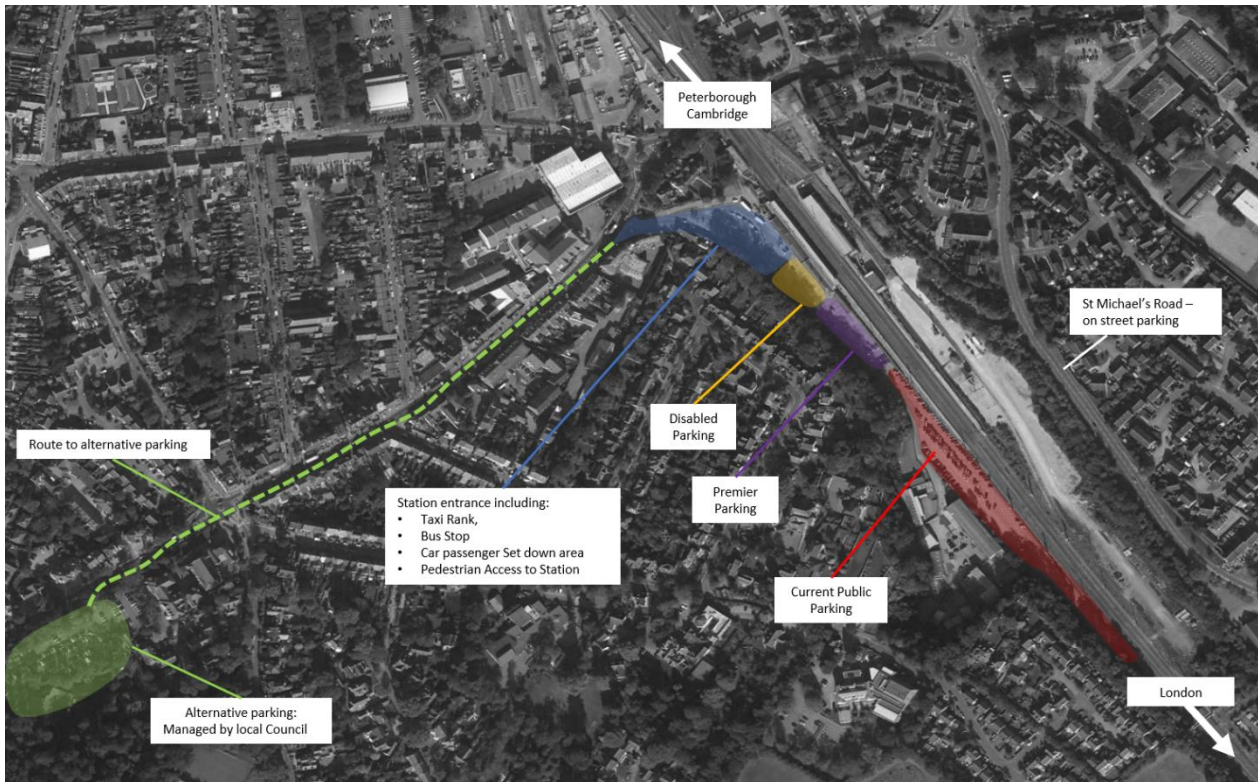 Peterborough
Cambridge
St Michael's Road –
on street parking
Route to alternative parking
Disabled
Parking
Station entrance including:
• Taxi Rank,
• Bus Stop
• Car passenger Set down area
• Pedestrian Access to Station
Premier
Parking
Current Public
Parking
London
Alternative parking:
Managed by local Council